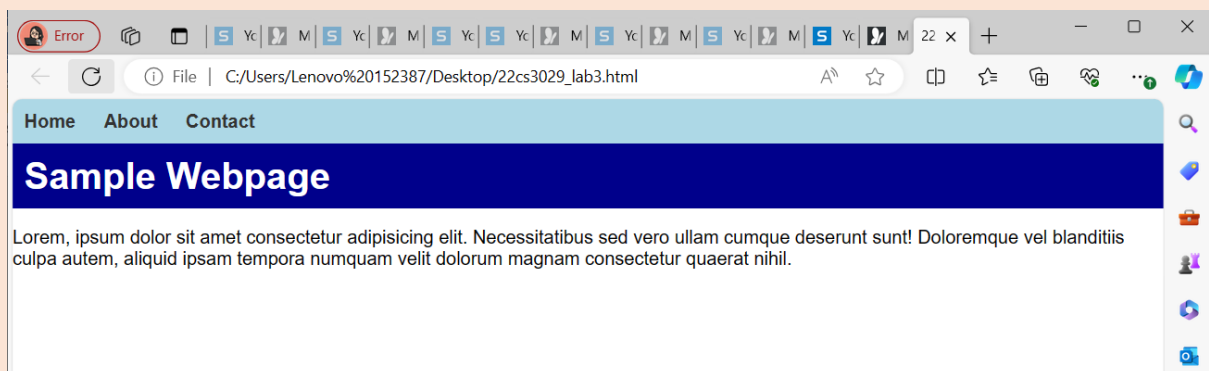 Error
S Yc M S Yc M S Yc S Yc M S Yc M S Yc M S Yc M 22
File C:/Users/Lenovo%20152387/Desktop/22cs3029_lab3.html
Home About Contact
Sample Webpage
Lorem, ipsum dolor sit amet consectetur adipisicing elit. Necessitatibus sed vero ullam cumque deserunt sunt! Doloremque vel blanditiis
culpa autem, aliquid ipsam tempora numquam velit dolorum magnam consectetur quaerat nihil.